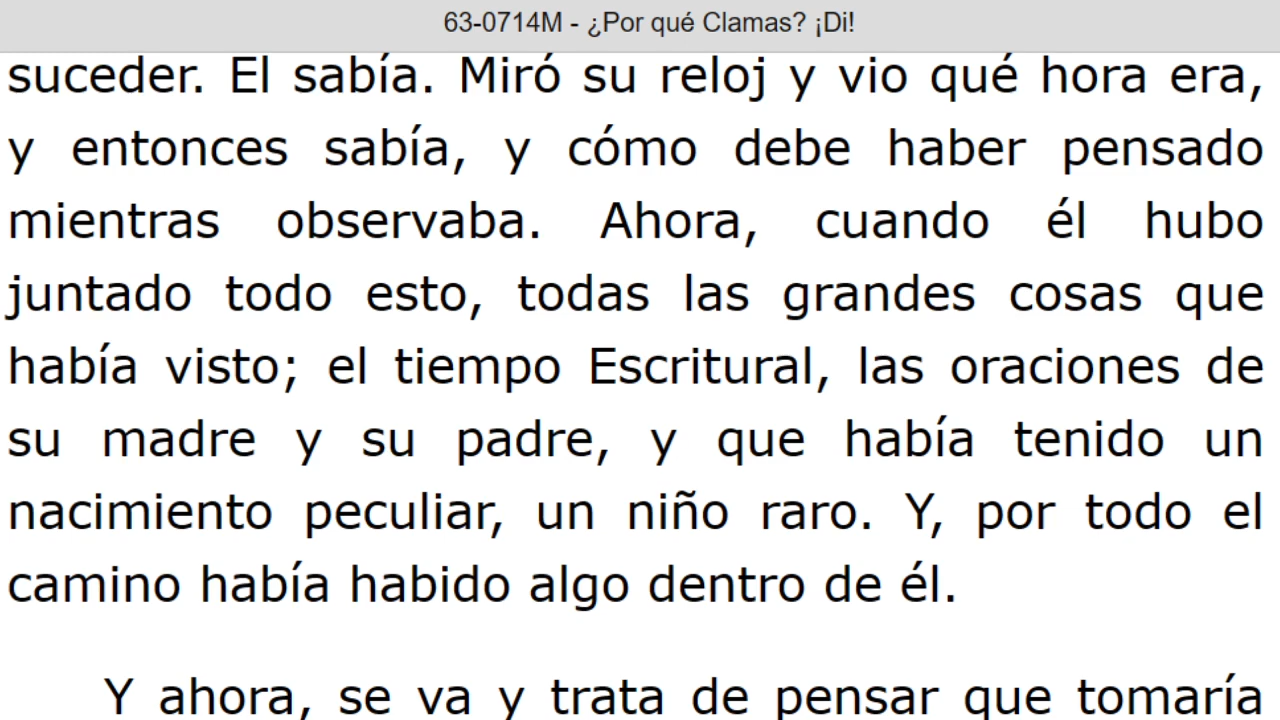 63-0714M - ¿Por qué Clamas? ¡Di!
suceder. El sabía. Miró su reloj y vio qué hora era,
y entonces sabía, y cómo debe haber pensado
mientras observaba. Ahora, cuando él hubo
juntado todo esto, todas las grandes cosas que
había visto; el tiempo Escritural, las oraciones de
su madre y su padre, y que había tenido un
nacimiento peculiar, un niño raro. Y, por todo el
camino había habido algo dentro de él.
Y ahora, se va y trata de pensar que tomaría